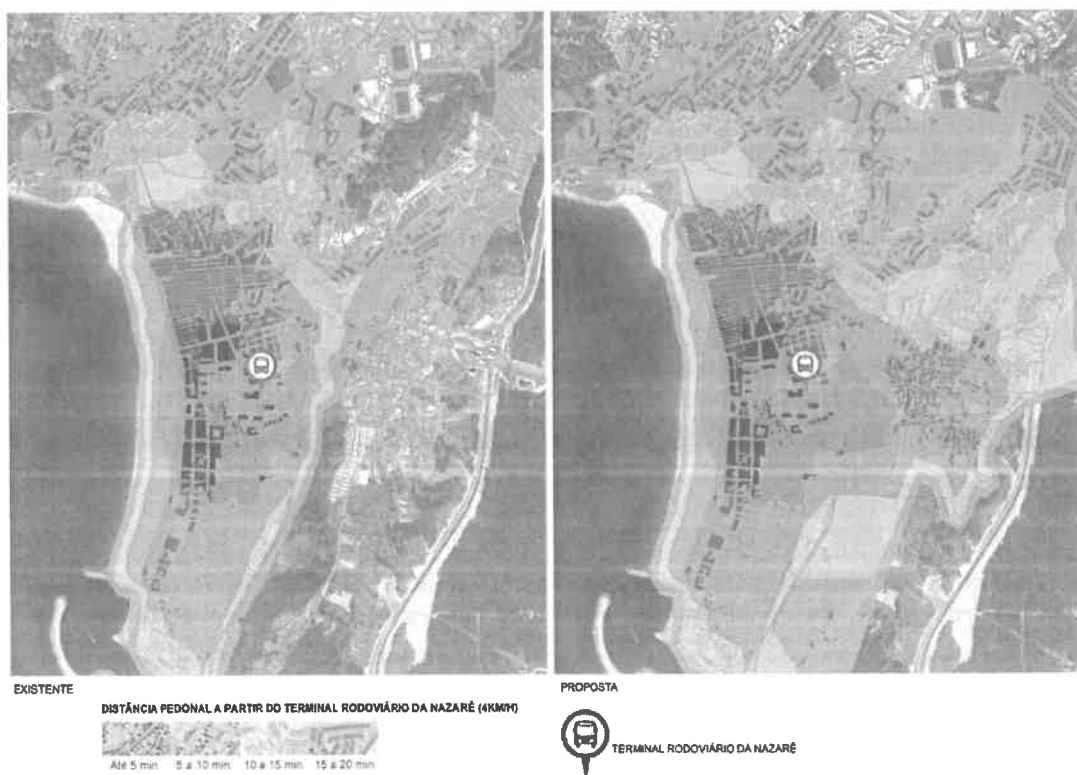 EXISTENTE
PROPOSTA
DISTÂNCIA PEDONAL A PARTIR DO TERMINAL RODOVIÁRIO DA NAZARÉ (4KM/H)
Até 5 min. 5 a 10 min. 10 a 15 min. 15 a 20 min.
TERMINAL RODOVIÁRIO DA NAZARÉ